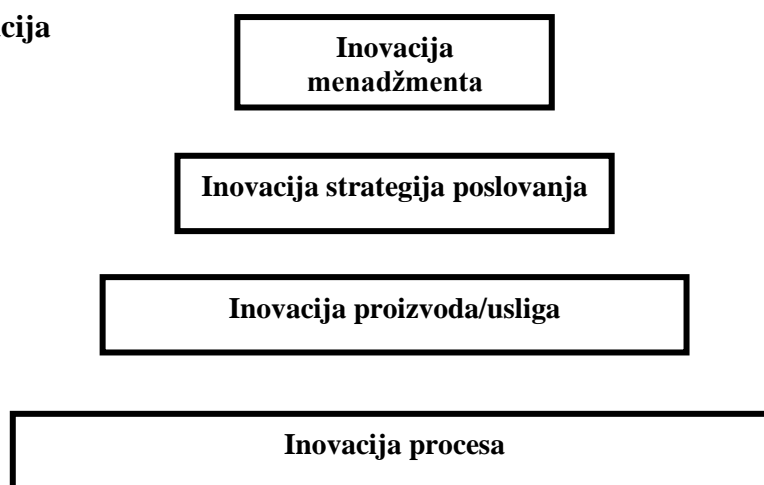 cija
Inovacija
menadžmenta
Inovacija strategija poslovanja
Inovacija proizvoda/usliga
Inovacija procesa